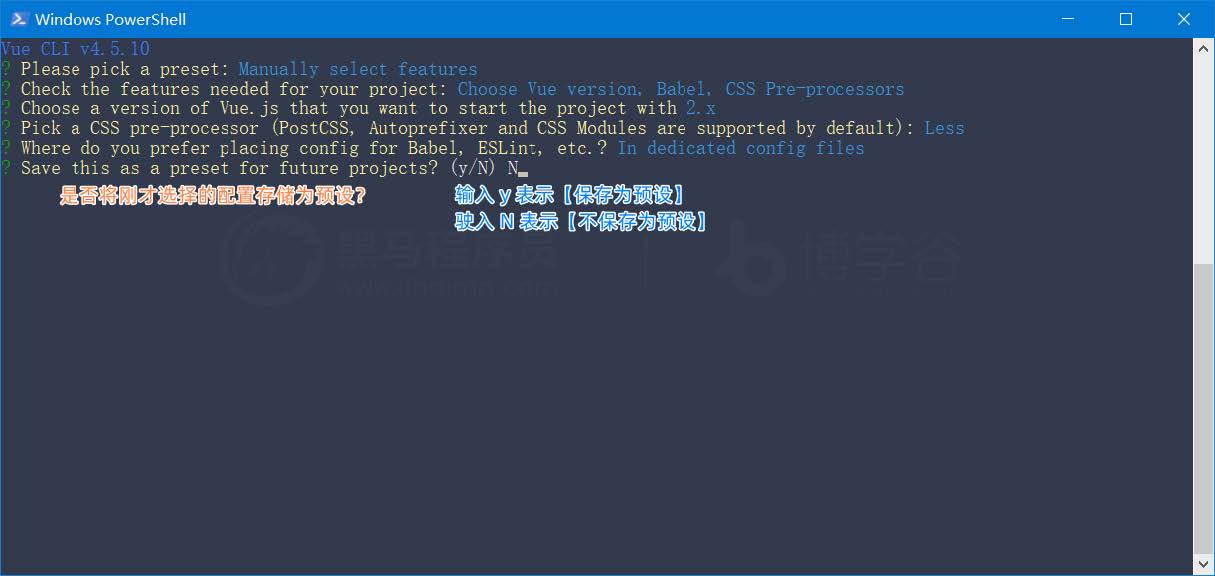 Windows PowerShell
Vue CLI v4.5.10
? Please pick a preset: Manually select features
? Check the features needed for your project: Choose Vue version, Babel, CSS Pre-processors
? Choose a version of Vue.js that you want to start the project with 2.x
? Pick a CSS pre-processor (PostCSS, Autoprefixer and CSS Modules are supported by default): Less
? Where do you prefer placing config for Babel, ESLint, etc.? In dedicated config files
? Save this as a preset for future projects? (y/N) N
是否将刚才选择的配置存储为预设？ 输入 y 表示【保存为预设】
驶入 N 表示【不保存为预设】
黑马程序员 博学谷
www.itheima.com